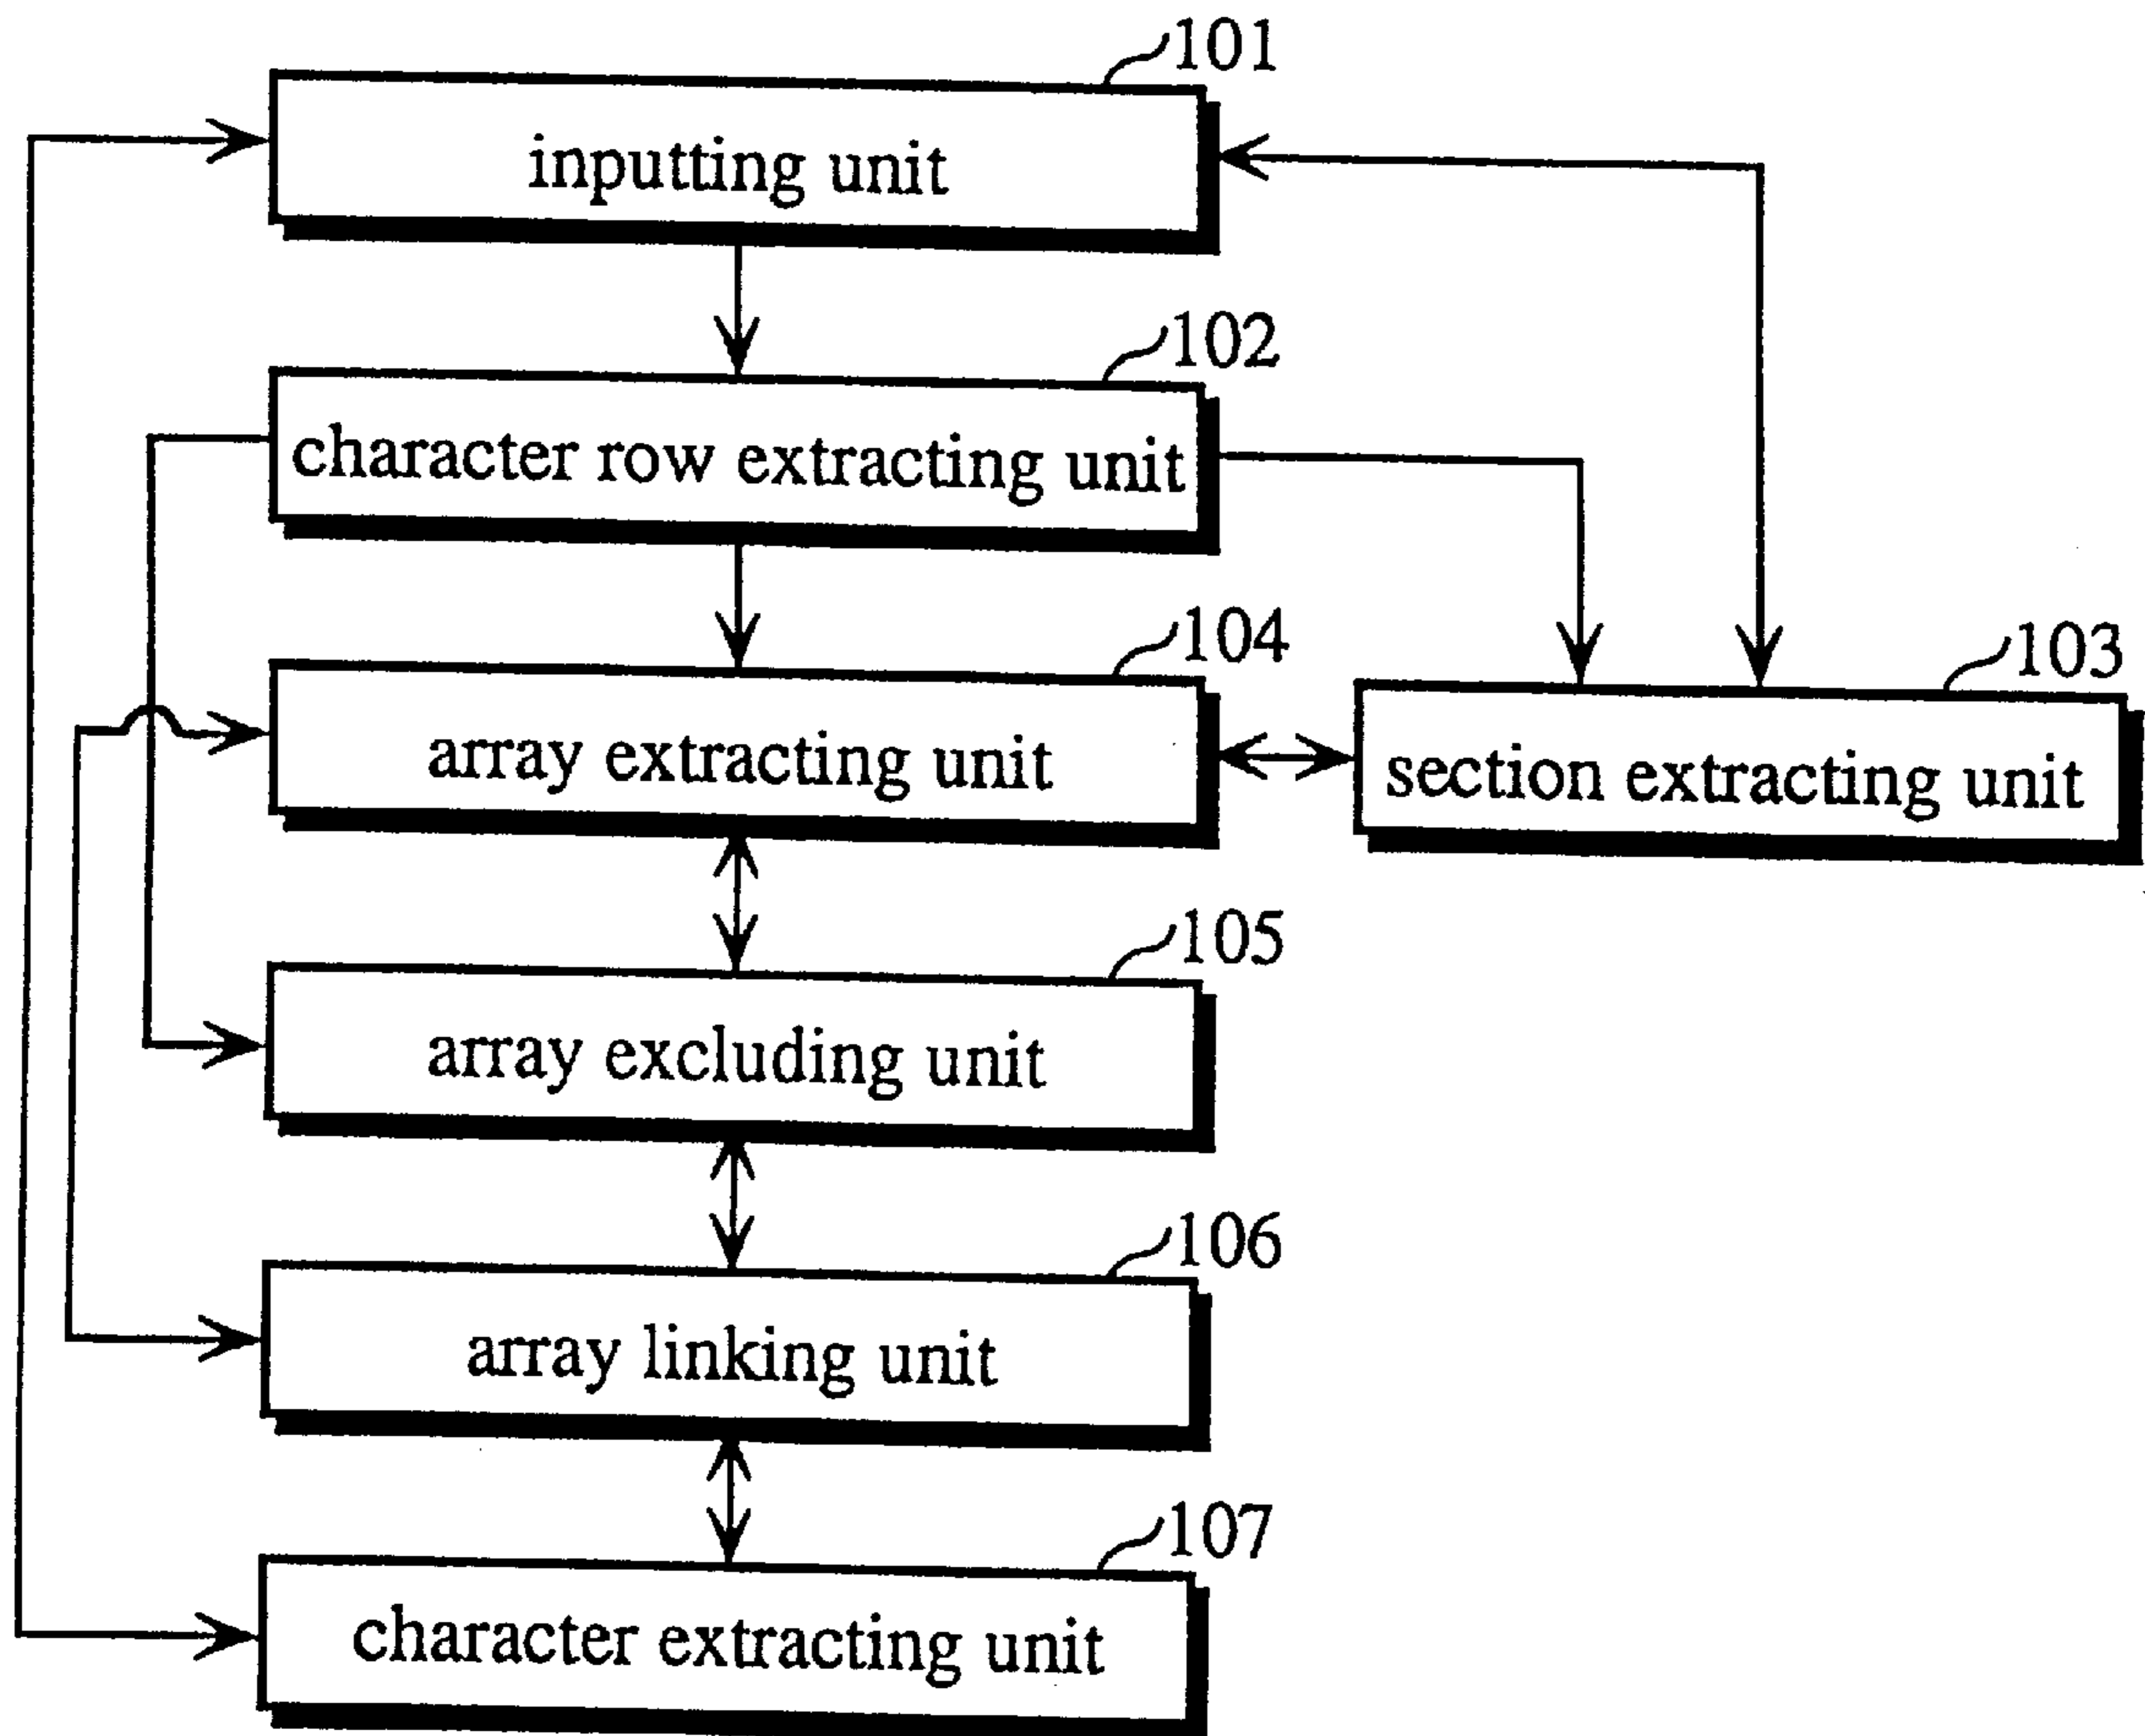 101
inputting unit
102
character row extracting unit
104
array extracting unit
103
section extracting unit
105
array excluding unit
106
array linking unit
107
character extracting unit